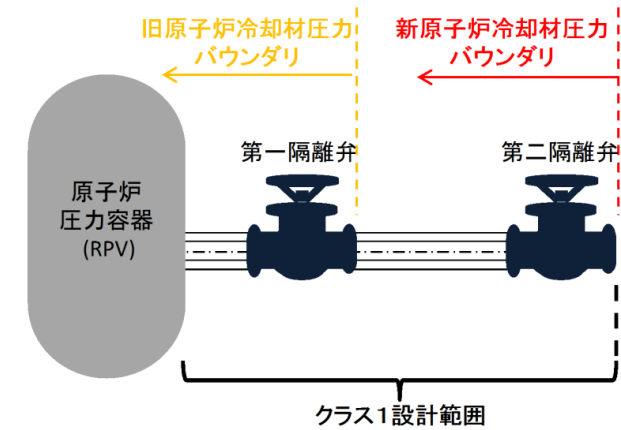 旧原子炉冷却材圧力
バウンダリ
新原子炉冷却材圧力
バウンダリ
第一隔離弁
第二隔離弁
原子炉
圧力容器
(RPV)
クラス1設計範囲